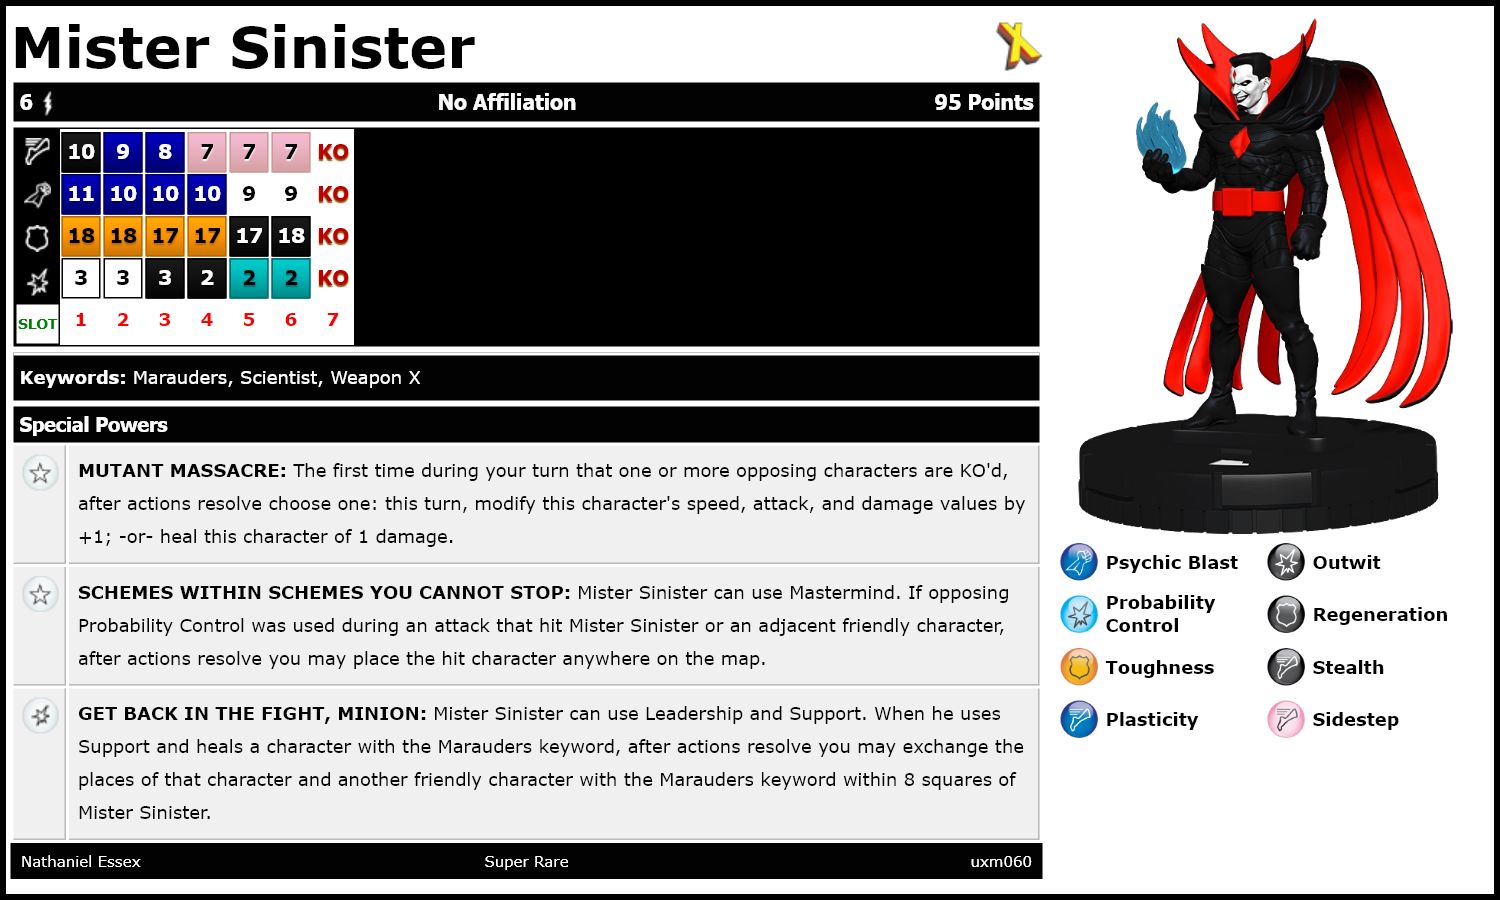 Mister Sinister
6 No Affiliation 95 Points
10 9 8 7 7 7 KO
11 10 10 10 9 9 KO
18 18 17 17 17 18 KO
3 3 3 2 2 2 KO
SLOT 1 2 3 4 5 6 7
Keywords: Marauders, Scientist, Weapon X
Special Powers
MUTANT MASSACRE: The first time during your turn that one or more opposing characters are KO'd,
after actions resolve choose one: this turn, modify this character's speed, attack, and damage values by
+1; -or- heal this character of 1 damage.
SCHEMES WITHIN SCHEMES YOU CANNOT STOP: Mister Sinister can use Mastermind. If opposing
Probability Control was used during an attack that hit Mister Sinister or an adjacent friendly character,
after actions resolve you may place the hit character anywhere on the map.
GET BACK IN THE FIGHT, MINION: Mister Sinister can use Leadership and Support. When he uses
Support and heals a character with the Marauders keyword, after actions resolve you may exchange the
places of that character and another friendly character with the Marauders keyword within 8 squares of
Mister Sinister.
Nathaniel Essex Super Rare uxm060
Psychic Blast Outwit
Probability
Control Regeneration
Toughness Stealth
Plasticity Sidestep